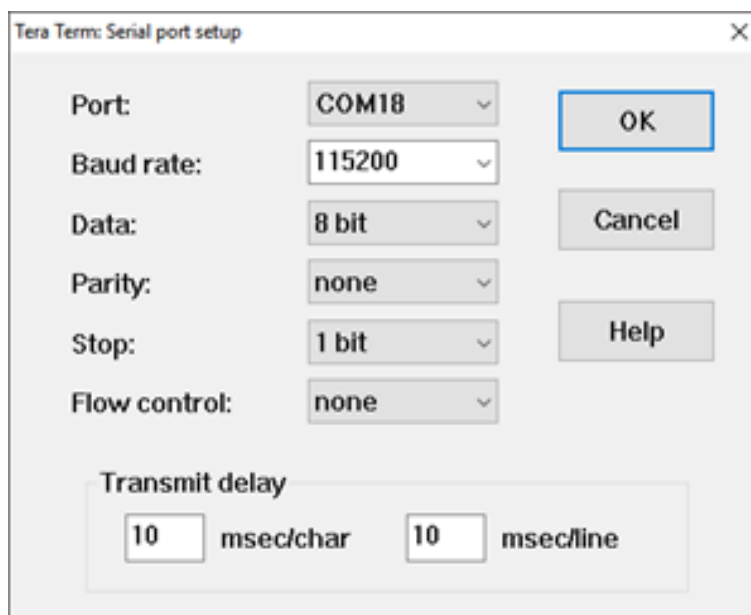 Tera Term: Serial port setup
Port: COM18 OK
Baud rate: 115200
Data: 8 bit Cancel
Parity: none
Stop: 1 bit Help
Flow control: none
Transmit delay
10 msec/char 10 msec/line